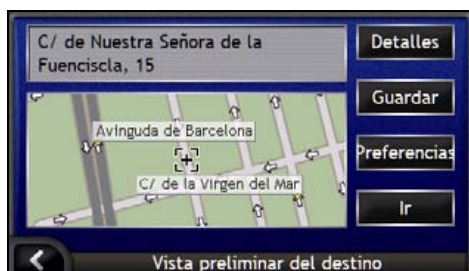 C/ de Nuestra Señora de la
Fuenciscla, 15
Detalles
Guardar
Preferencias
Ir
Avinguda de Barcelona
C/ de la Virgen del Mar
Vista preliminar del destino